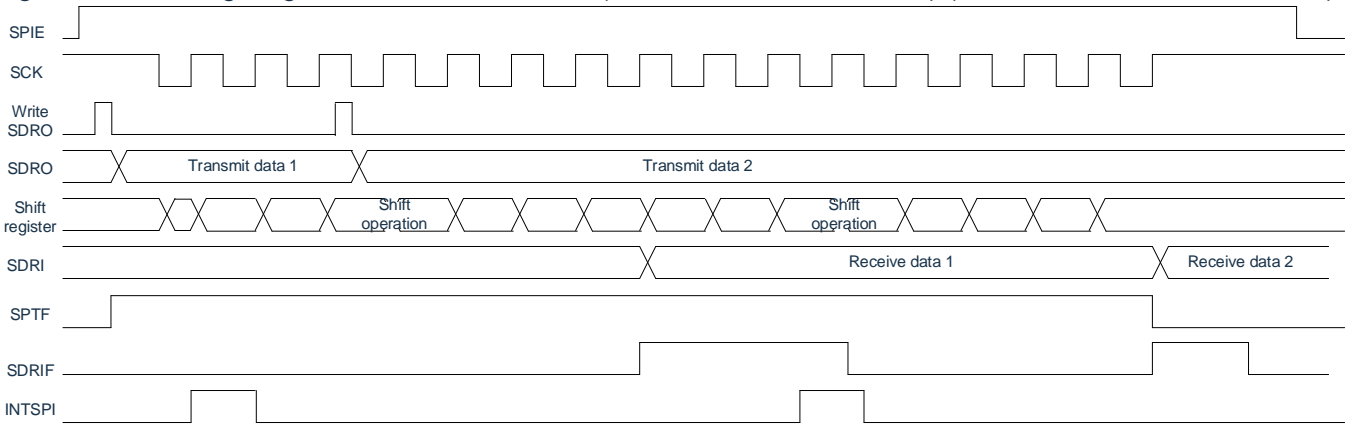 SPIE
SCK
Write
SDRO
SDRO
Transmit data 1
Transmit data 2
Shift
register
Shift
operation
Shift
operation
SDRI
Receive data 1
Receive data 2
SPTF
SDRIF
INTSPI